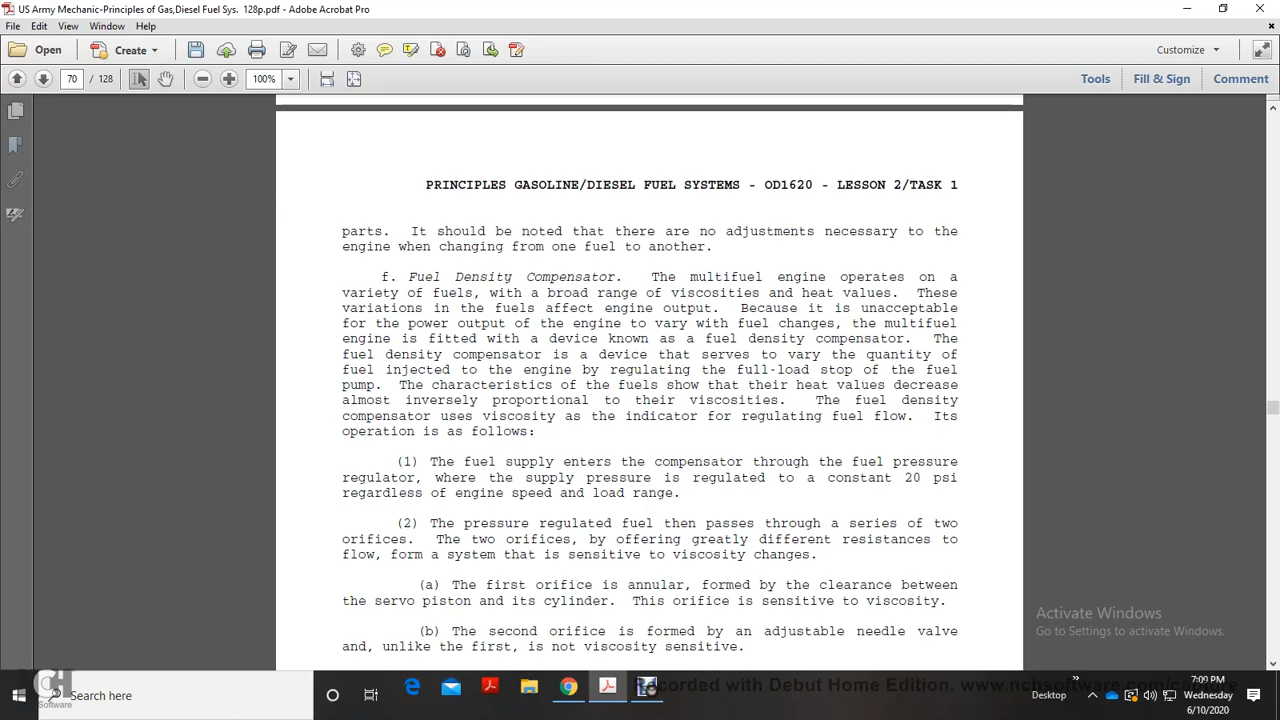 US Army Mechanic-Principles of Gas,Diesel Fuel Sys. 128p.pdf - Adobe Acrobat Pro
File Edit View Window Help
Open Create Customize
70 / 128 100% Tools Fill & Sign Comment
PRINCIPLES GASOLINE/DIESEL FUEL SYSTEMS - OD1620 - LESSON 2/TASK 1
parts. It should be noted that there are no adjustments necessary to the
engine when changing from one fuel to another.
f. Fuel Density Compensator. The multifuel engine operates on a
variety of fuels, with a broad range of viscosities and heat values. These
variations in the fuels affect engine output. Because it is unacceptable
for the power output of the engine to vary with fuel changes, the multifuel
engine is fitted with a device known as a fuel density compensator. The
fuel density compensator is a device that serves to vary the quantity of
fuel injected to the engine by regulating the full-load stop of the fuel
pump. The characteristics of the fuels show that their heat values decrease
almost inversely proportional to their viscosities. The fuel density
compensator uses viscosity as the indicator for regulating fuel flow. Its
operation is as follows:
(1) The fuel supply enters the compensator through the fuel pressure
regulator, where the supply pressure is regulated to a constant 20 psi
regardless of engine speed and load range.
(2) The pressure regulated fuel then passes through a series of two
orifices. The two orifices, by offering greatly different resistances to
flow, form a system that is sensitive to viscosity changes.
(a) The first orifice is annular, formed by the clearance between
the servo piston and its cylinder. This orifice is sensitive to viscosity.
(b) The second orifice is formed by an adjustable needle valve
and, unlike the first, is not viscosity sensitive.
Activate Windows
Go to Settings to activate Windows.
Recorded with Debut Home Edition. www.nchsoftware.com/capture
NCH
Software
Search here
Desktop
7:09 PM
Wednesday
6/10/2020